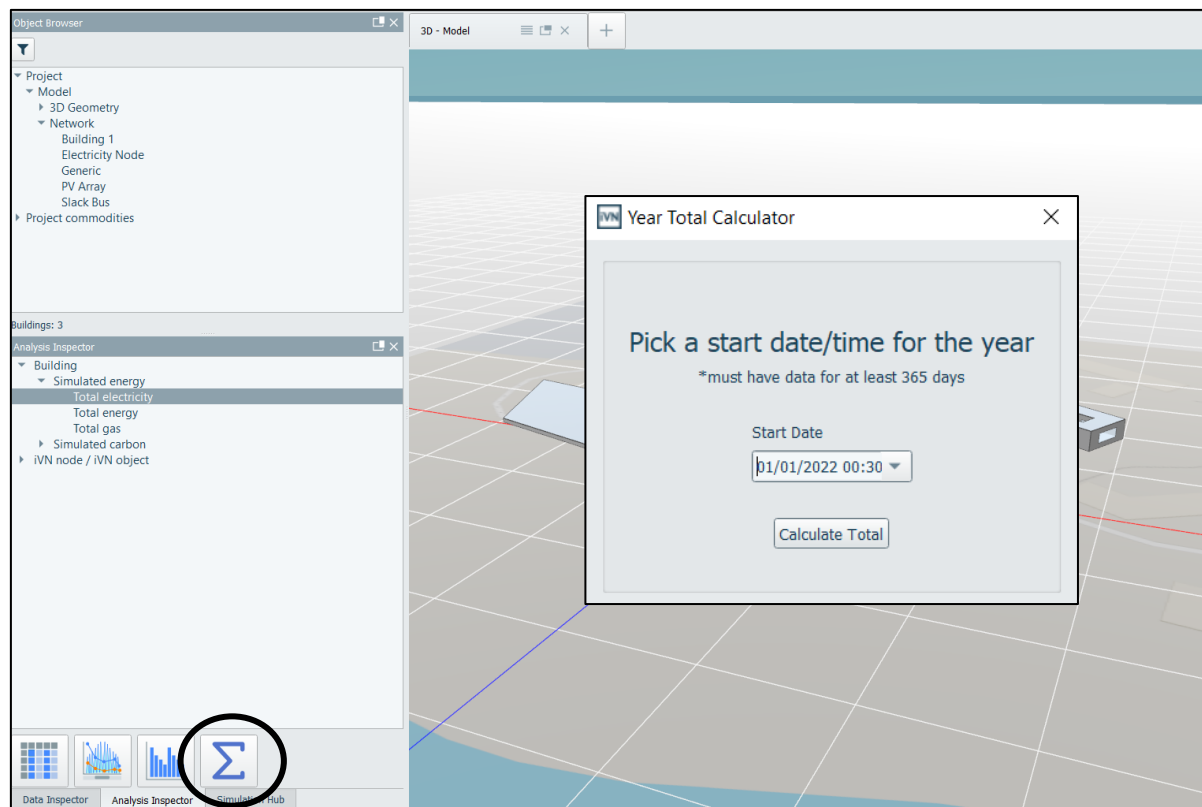 Object Browser
Project
Model
3D Geometry
Network
Building 1
Electricity Node
Generic
PV Array
Slack Bus
Project commodities
Buildings: 3
Analysis Inspector
Building
Simulated energy
Total electricity
Total energy
Total gas
Simulated carbon
iVN node / iVN object
Data Inspector
Analysis Inspector
Simulation Hub
3D - Model
iVN
Year Total Calculator
Pick a start date/time for the year
*must have data for at least 365 days
Start Date
01/01/2022 00:30
Calculate Total